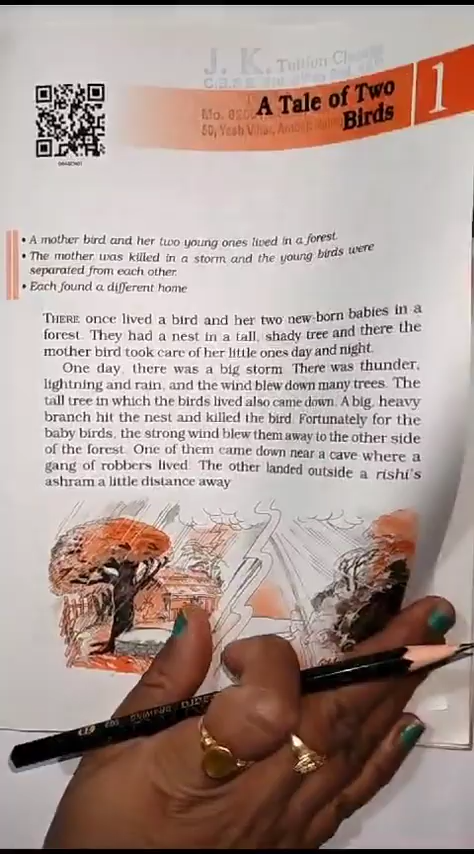 J. K. Tuition
1
A Tale of Two
Birds
50, Yash Vihar,
• A mother bird and her two young ones lived in a forest.
• The mother was killed in a storm and the young birds were
separated from each other.
• Each found a different home
THERE once lived a bird and her two new-born babies in a
forest. They had a nest in a tall, shady tree and there the
mother bird took care of her little ones day and night.
One day, there was a big storm. There was thunder,
lightning and rain, and the wind blew down many trees. The
tall tree in which the birds lived also came down. A big, heavy
branch hit the nest and killed the bird. Fortunately for the
baby birds, the strong wind blew them away to the other side
of the forest. One of them came down near a cave where a
gang of robbers lived. The other landed outside a rishi's
ashram a little distance away
DRAWING